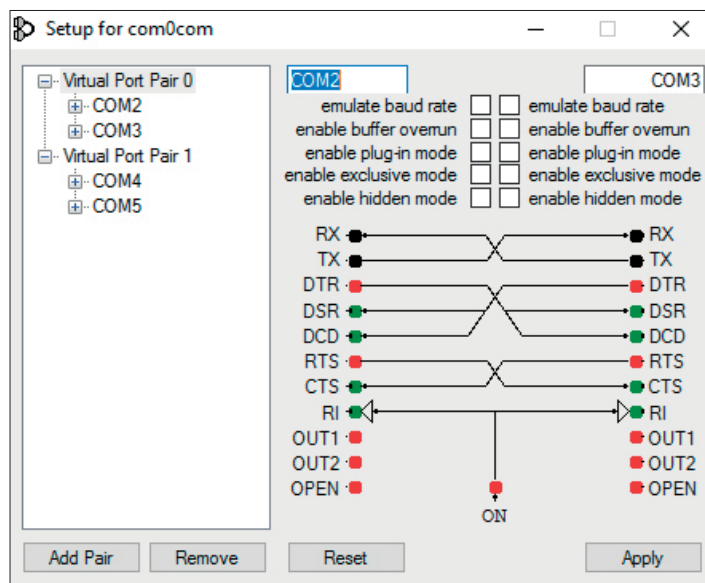 Setup for com0com
Virtual Port Pair 0
COM2
COM3
Virtual Port Pair 1
COM4
COM5
COM2 COM3
emulate baud rate emulate baud rate
enable buffer overrun enable buffer overrun
enable plug-in mode enable plug-in mode
enable exclusive mode enable exclusive mode
enable hidden mode enable hidden mode
RX RX
TX TX
DTR DTR
DSR DSR
DCD DCD
RTS RTS
CTS CTS
RI RI
OUT1 OUT1
OUT2 OUT2
OPEN OPEN
ON
Add Pair Remove Reset Apply